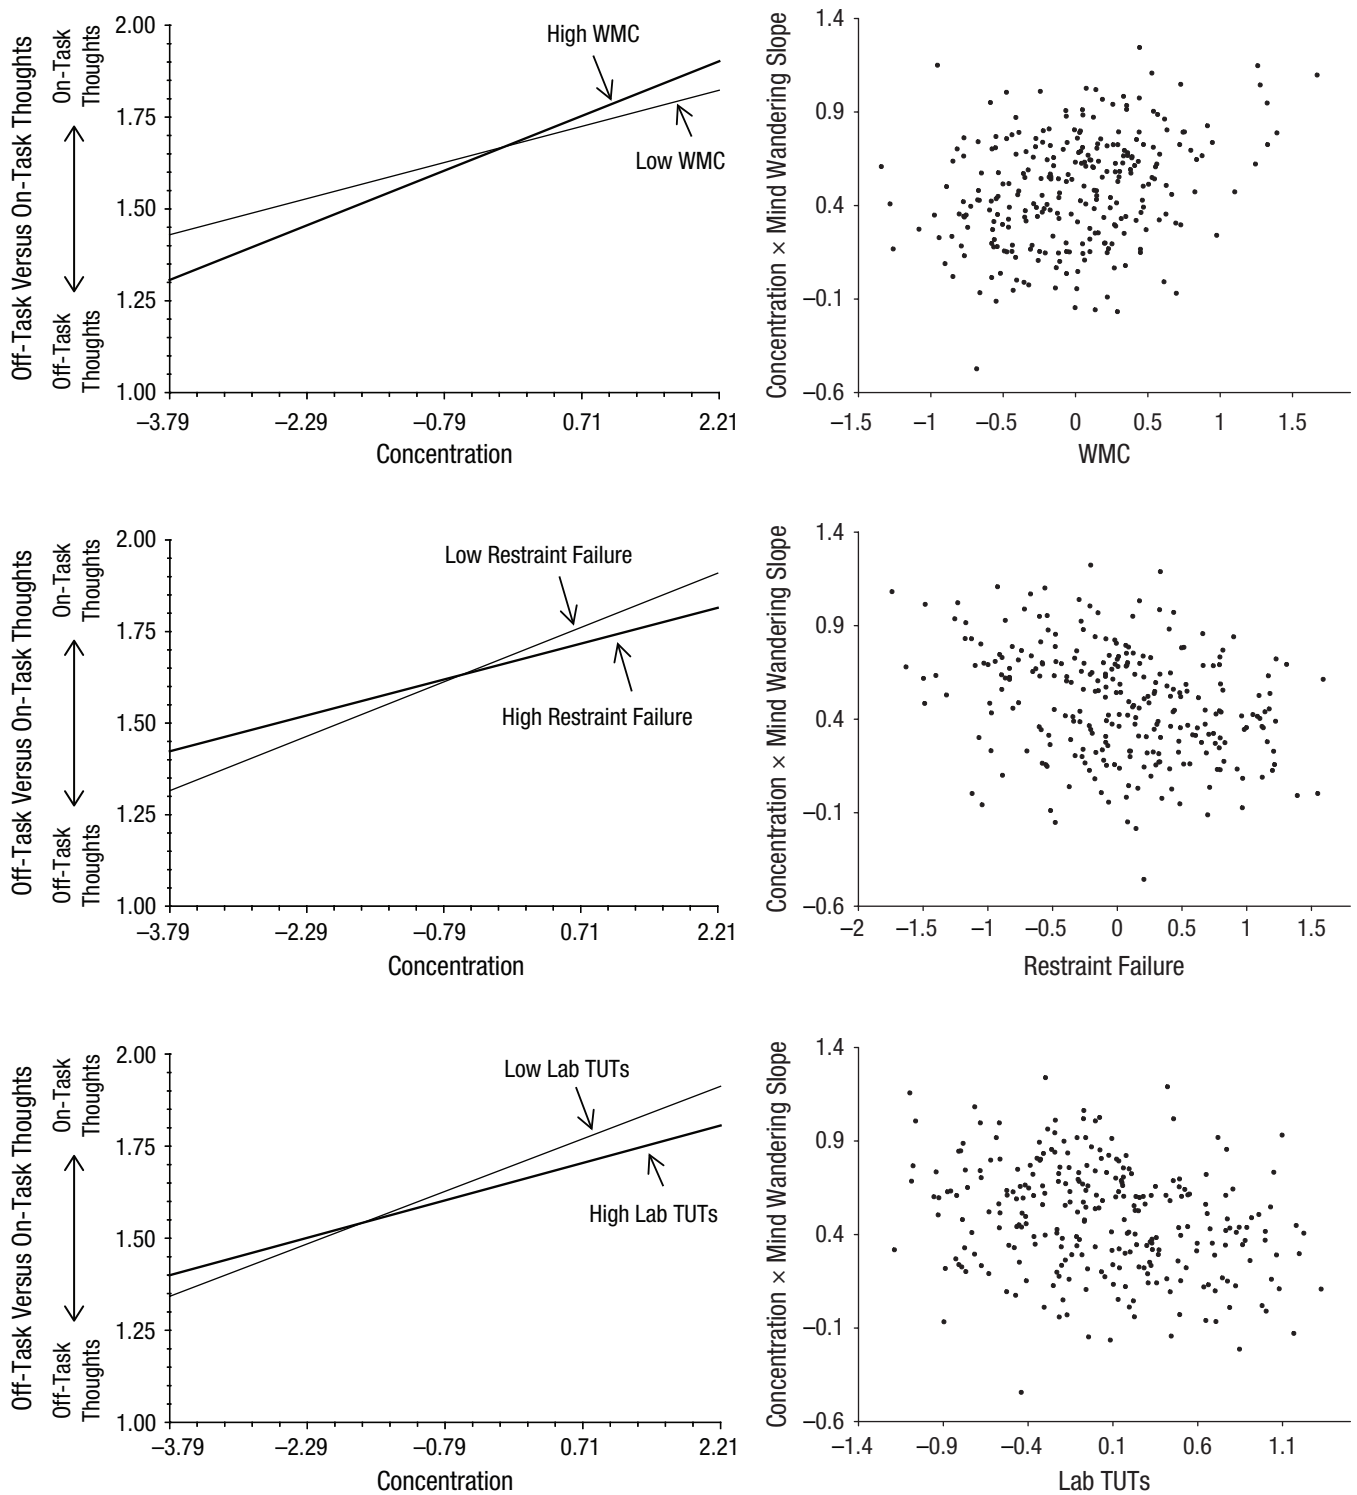 Off-Task Versus On-Task Thoughts
On-Task
Thoughts
Off-Task
Thoughts
2.00
1.75
1.50
1.25
1.00
High WMC
Low WMC
–3.79 –2.29 –0.79 0.71 2.21
Concentration
Concentration × Mind Wandering Slope
1.4
0.9
0.4
–0.1
–0.6
–1.5 –1 –0.5 0 0.5 1 1.5
WMC
Off-Task Versus On-Task Thoughts
On-Task
Thoughts
Off-Task
Thoughts
2.00
1.75
1.50
1.25
1.00
Low Restraint Failure
High Restraint Failure
–3.79 –2.29 –0.79 0.71 2.21
Concentration
Concentration × Mind Wandering Slope
1.4
0.9
0.4
–0.1
–0.6
–2 –1.5 –1 –0.5 0 0.5 1 1.5
Restraint Failure
Off-Task Versus On-Task Thoughts
On-Task
Thoughts
Off-Task
Thoughts
2.00
1.75
1.50
1.25
1.00
Low Lab TUTs
High Lab TUTs
–3.79 –2.29 –0.79 0.71 2.21
Concentration
Concentration × Mind Wandering Slope
1.4
0.9
0.4
–0.1
–0.6
–1.4 –0.9 –0.4 0.1 0.6 1.1
Lab TUTs